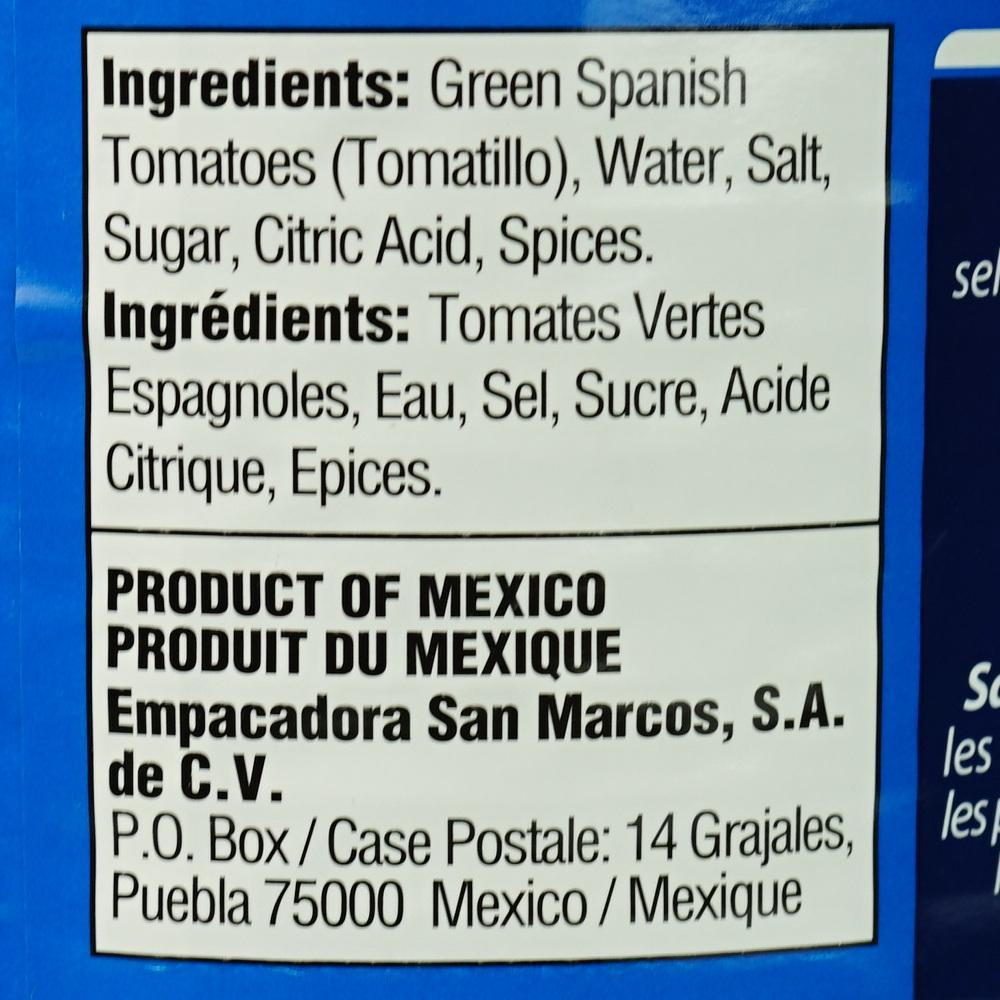 Ingredients: Green Spanish
Tomatoes (Tomatillo), Water, Salt,
Sugar, Citric Acid, Spices.
Ingrédients: Tomates Vertes
Espagnoles, Eau, Sel, Sucre, Acide
Citrique, Epices.
PRODUCT OF MEXICO
PRODUIT DU MEXIQUE
Empacadora San Marcos, S.A.
de C.V.
P.O. Box / Case Postale: 14 Grajales,
Puebla 75000 Mexico / Mexique
les
les